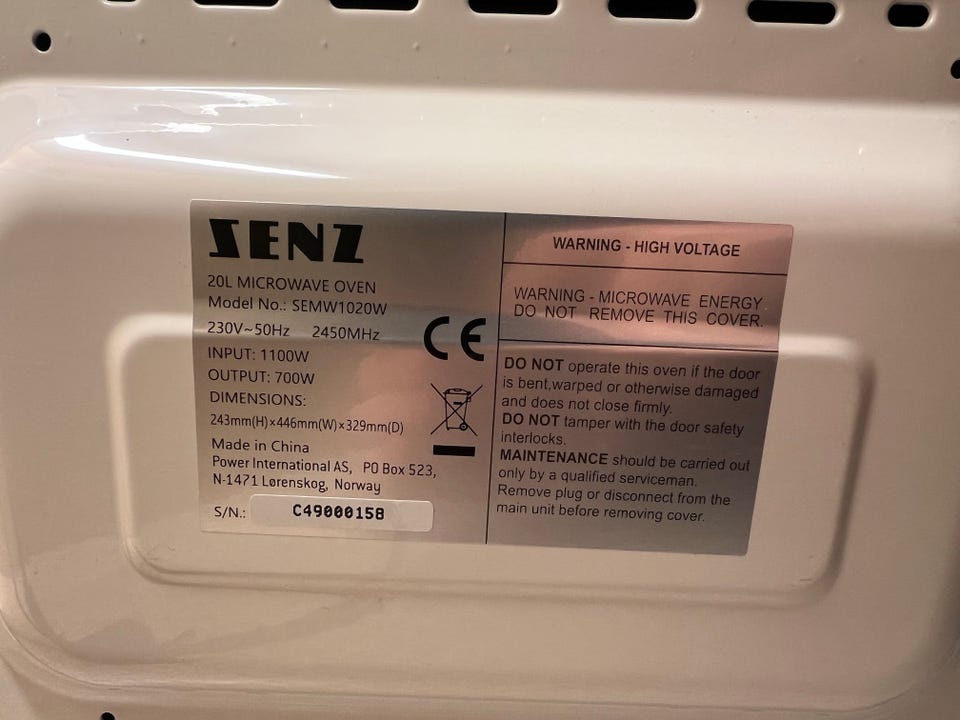 SENZ
20L MICROWAVE OVEN
Model No.: SEMW1020W
230V~50Hz 2450MHz
INPUT: 1100W
OUTPUT: 700W
DIMENSIONS:
243mm(H)×446mm(W)×329mm(D)
Made in China
Power International AS, PO Box 523,
N-1471 Lørenskog, Norway
S/N.: C49000158
CE
WARNING - HIGH VOLTAGE
WARNING - MICROWAVE ENERGY
DO NOT REMOVE THIS COVER.
DO NOT operate this oven if the door
is bent,warped or otherwise damaged
and does not close firmly.
DO NOT tamper with the door safety
interlocks.
MAINTENANCE should be carried out
only by a qualified serviceman.
Remove plug or disconnect from the
main unit before removing cover.